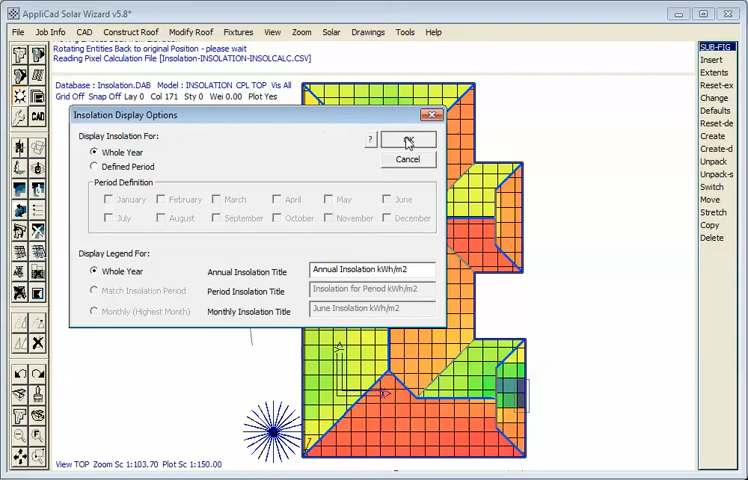 AppliCad Solar Wizard v5.8*
File Job Info CAD Construct Roof Modify Roof Fixtures View Zoom Solar Drawings Tools Help
Rotating Entities Back to original Position - please wait
Reading Pixel Calculation File [Insolation-INSOLATION-INSOLCALC.CSV]
Database : Insolation.DAB Model : INSOLATION CPL TOP Vis All
Grid Off Snap Off Lay 0 Col 171 Sty 0 Wei 0.00 Plot Yes
Insolation Display Options
Display Insolation For:
?
Whole Year
Cancel
Defined Period
Period Definition
January February March April May June
July August September October November December
Display Legend For:
Whole Year Annual Insolation Title Annual Insolation kWh/m2
Match Insolation Period Period Insolation Title Insolation for Period kWh/m2
Monthly (Highest Month) Monthly Insolation Title June Insolation kWh/m2
View TOP Zoom Sc 1:103.70 Plot Sc 1:150.00
CAD
SUB-FIG
Insert
Extents
Reset-ex
Change
Defaults
Reset-de
Create
Create-d
Unpack
Unpack-s
Switch
Move
Stretch
Copy
Delete